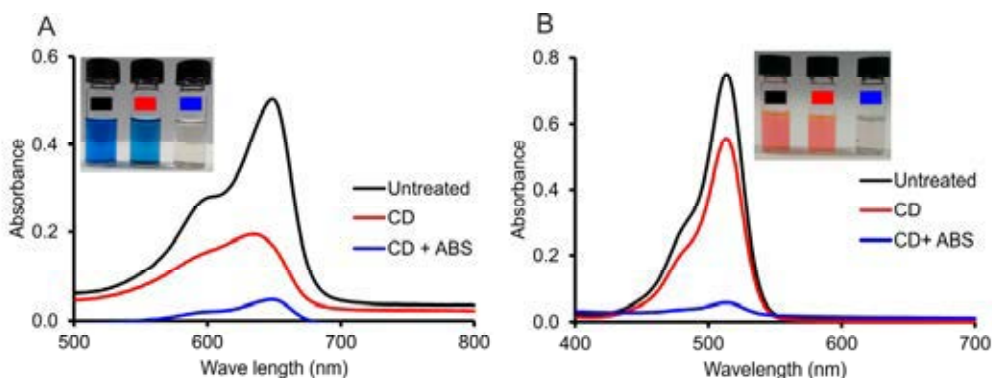 A
0.6
0.4
0.2
0.0
Absorbance
500
600
700
800
Wave length (nm)
Untreated
CD
CD + ABS
B
0.8
0.6
0.4
0.2
0.0
Absorbance
400
500
600
700
Wavelength (nm)
Untreated
CD
CD+ ABS